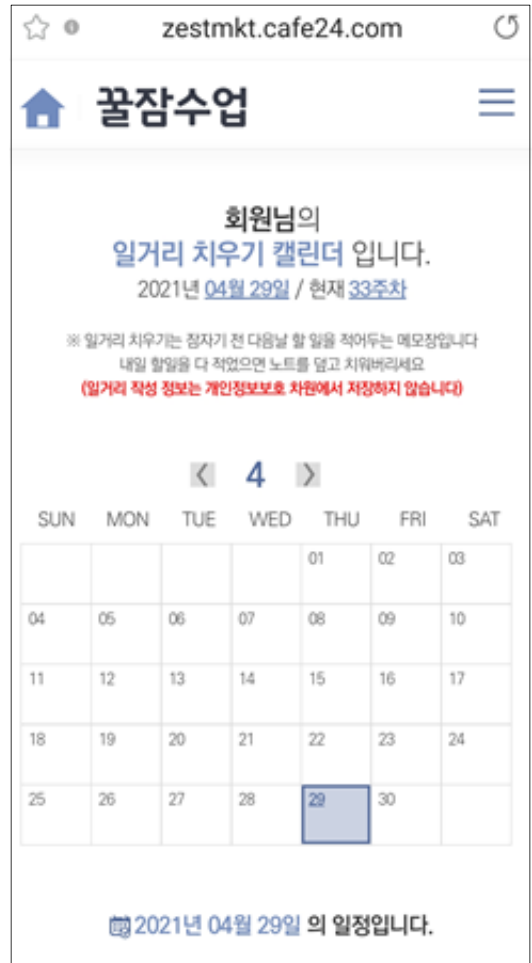 zestmkt.cafe24.com
꿀잠수업
회원님의
일거리 치우기 캘린더 입니다.
2021년 04월 29일 / 현재 33주차
※ 일거리 치우기는 잠자기 전 다음날 할 일을 적어두는 메모장입니다
내일 할일을 다 적었으면 노트를 덮고 치워버리세요
(일거리 작성 정보는 개인정보보호 차원에서 저장하지 않습니다)
< 4 >
SUN MON TUE WED THU FRI SAT
01 02 03
04 05 06 07 08 09 10
11 12 13 14 15 16 17
18 19 20 21 22 23 24
25 26 27 28 29 30
2021년 04월 29일 의 일정입니다.